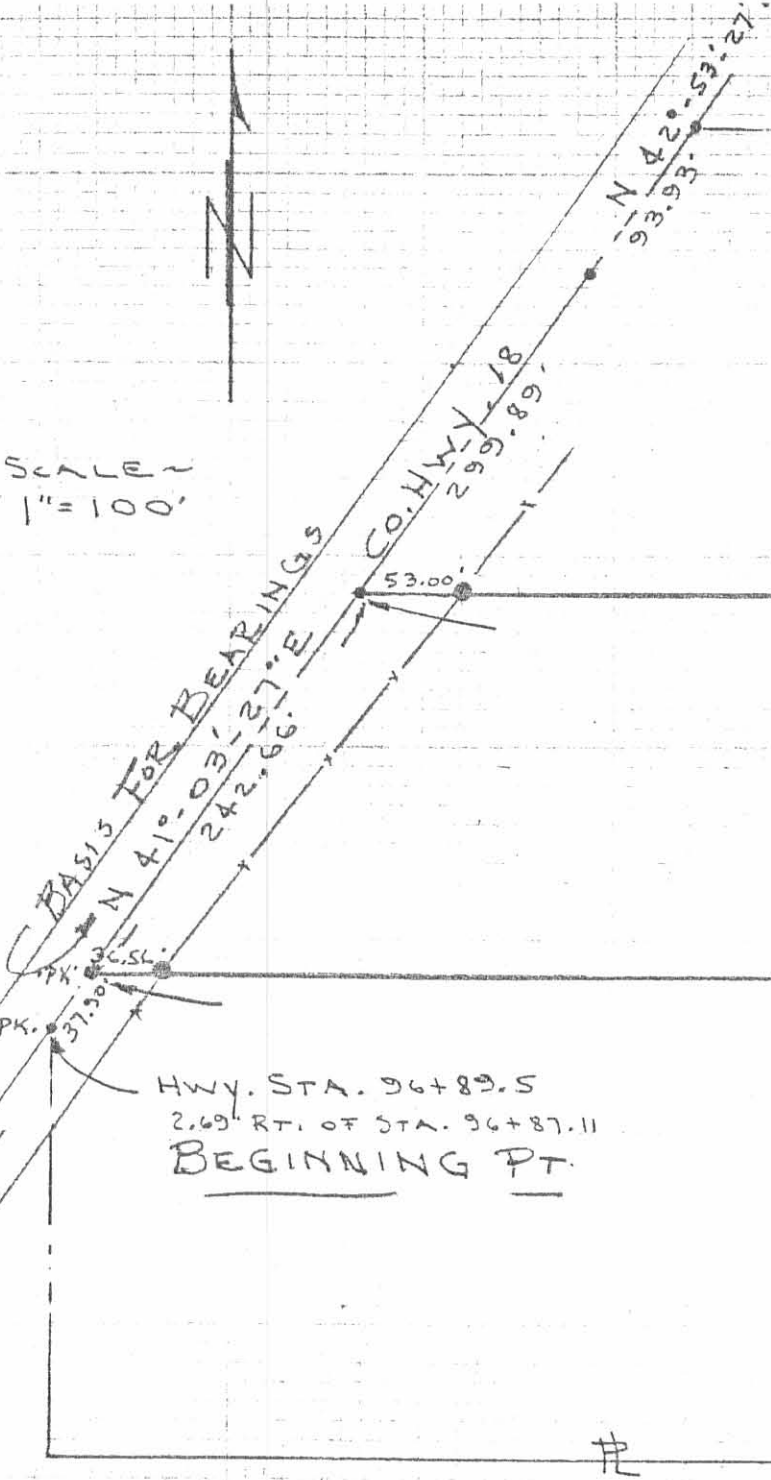 N 42°-53'-27"
93.93'
N
CO. HWY. 18
299.89'
SCALE ~
1" = 100'
53.00'
BASIS FOR BEARINGS
N 41°-03'-27" E
242.66'
"PK"
PK.
37.90'
HWY. STA. 96+89.5
2.69' RT. OF STA. 96+87.11
BEGINNING PT.
PL